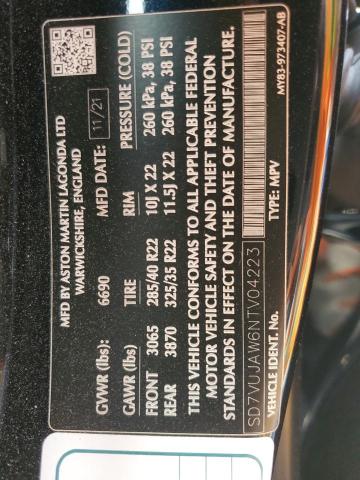 MFD BY ASTON MARTIN LAGONDA LTD
WARWICKSHIRE, ENGLAND
GVWR (lbs): 6690 MFD DATE: 11/21
GAWR (lbs) TIRE RIM PRESSURE (COLD)
FRONT 3065 285/40 R22 10J X 22 260 kPa, 38 PSI
REAR 3870 325/35 R22 11.5J X 22 260 kPa, 38 PSI
THIS VEHICLE CONFORMS TO ALL APPLICABLE FEDERAL
MOTOR VEHICLE SAFETY AND THEFT PREVENTION
STANDARDS IN EFFECT ON THE DATE OF MANUFACTURE.
SD7VUJAW6NTV04223
VEHICLE IDENT. No. TYPE: MPV
MY83-973407-AB